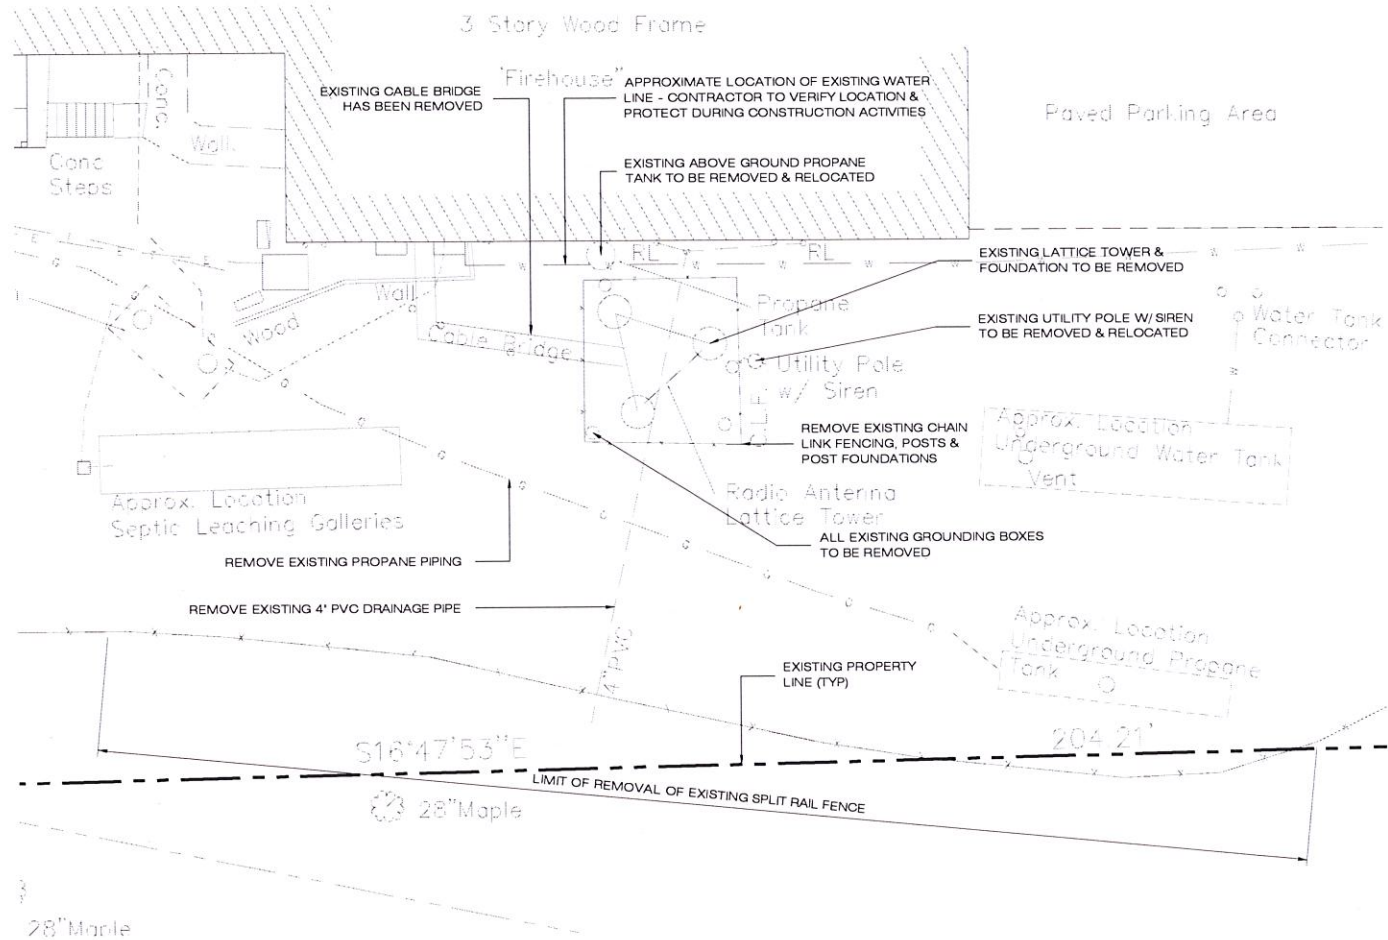 3 Story Wood Frame
"Firehouse"
EXISTING CABLE BRIDGE
HAS BEEN REMOVED
APPROXIMATE LOCATION OF EXISTING WATER
LINE - CONTRACTOR TO VERIFY LOCATION &
PROTECT DURING CONSTRUCTION ACTIVITIES
Paved Parking Area
Conc.
Wall
Conc
Steps
EXISTING ABOVE GROUND PROPANE
TANK TO BE REMOVED & RELOCATED
RL
RL
EXISTING LATTICE TOWER &
FOUNDATION TO BE REMOVED
Wall
Propane
Tank
Wood
Cable Bridge
EXISTING UTILITY POLE W/ SIREN
TO BE REMOVED & RELOCATED
Water Tank
Connector
Utility Pole
w/ Siren
C.L.F.
REMOVE EXISTING CHAIN
LINK FENCING, POSTS &
POST FOUNDATIONS
Approx. Location
Underground Water Tank
Vent
Approx. Location
Septic Leaching Galleries
Radio Antenna
Lattice Tower
ALL EXISTING GROUNDING BOXES
TO BE REMOVED
REMOVE EXISTING PROPANE PIPING
REMOVE EXISTING 4" PVC DRAINAGE PIPE
4"PVC
Approx. Location
Underground Propane
Tank
EXISTING PROPERTY
LINE (TYP)
S16°47'53"E
204.21'
LIMIT OF REMOVAL OF EXISTING SPLIT RAIL FENCE
28"Maple
28"Maple